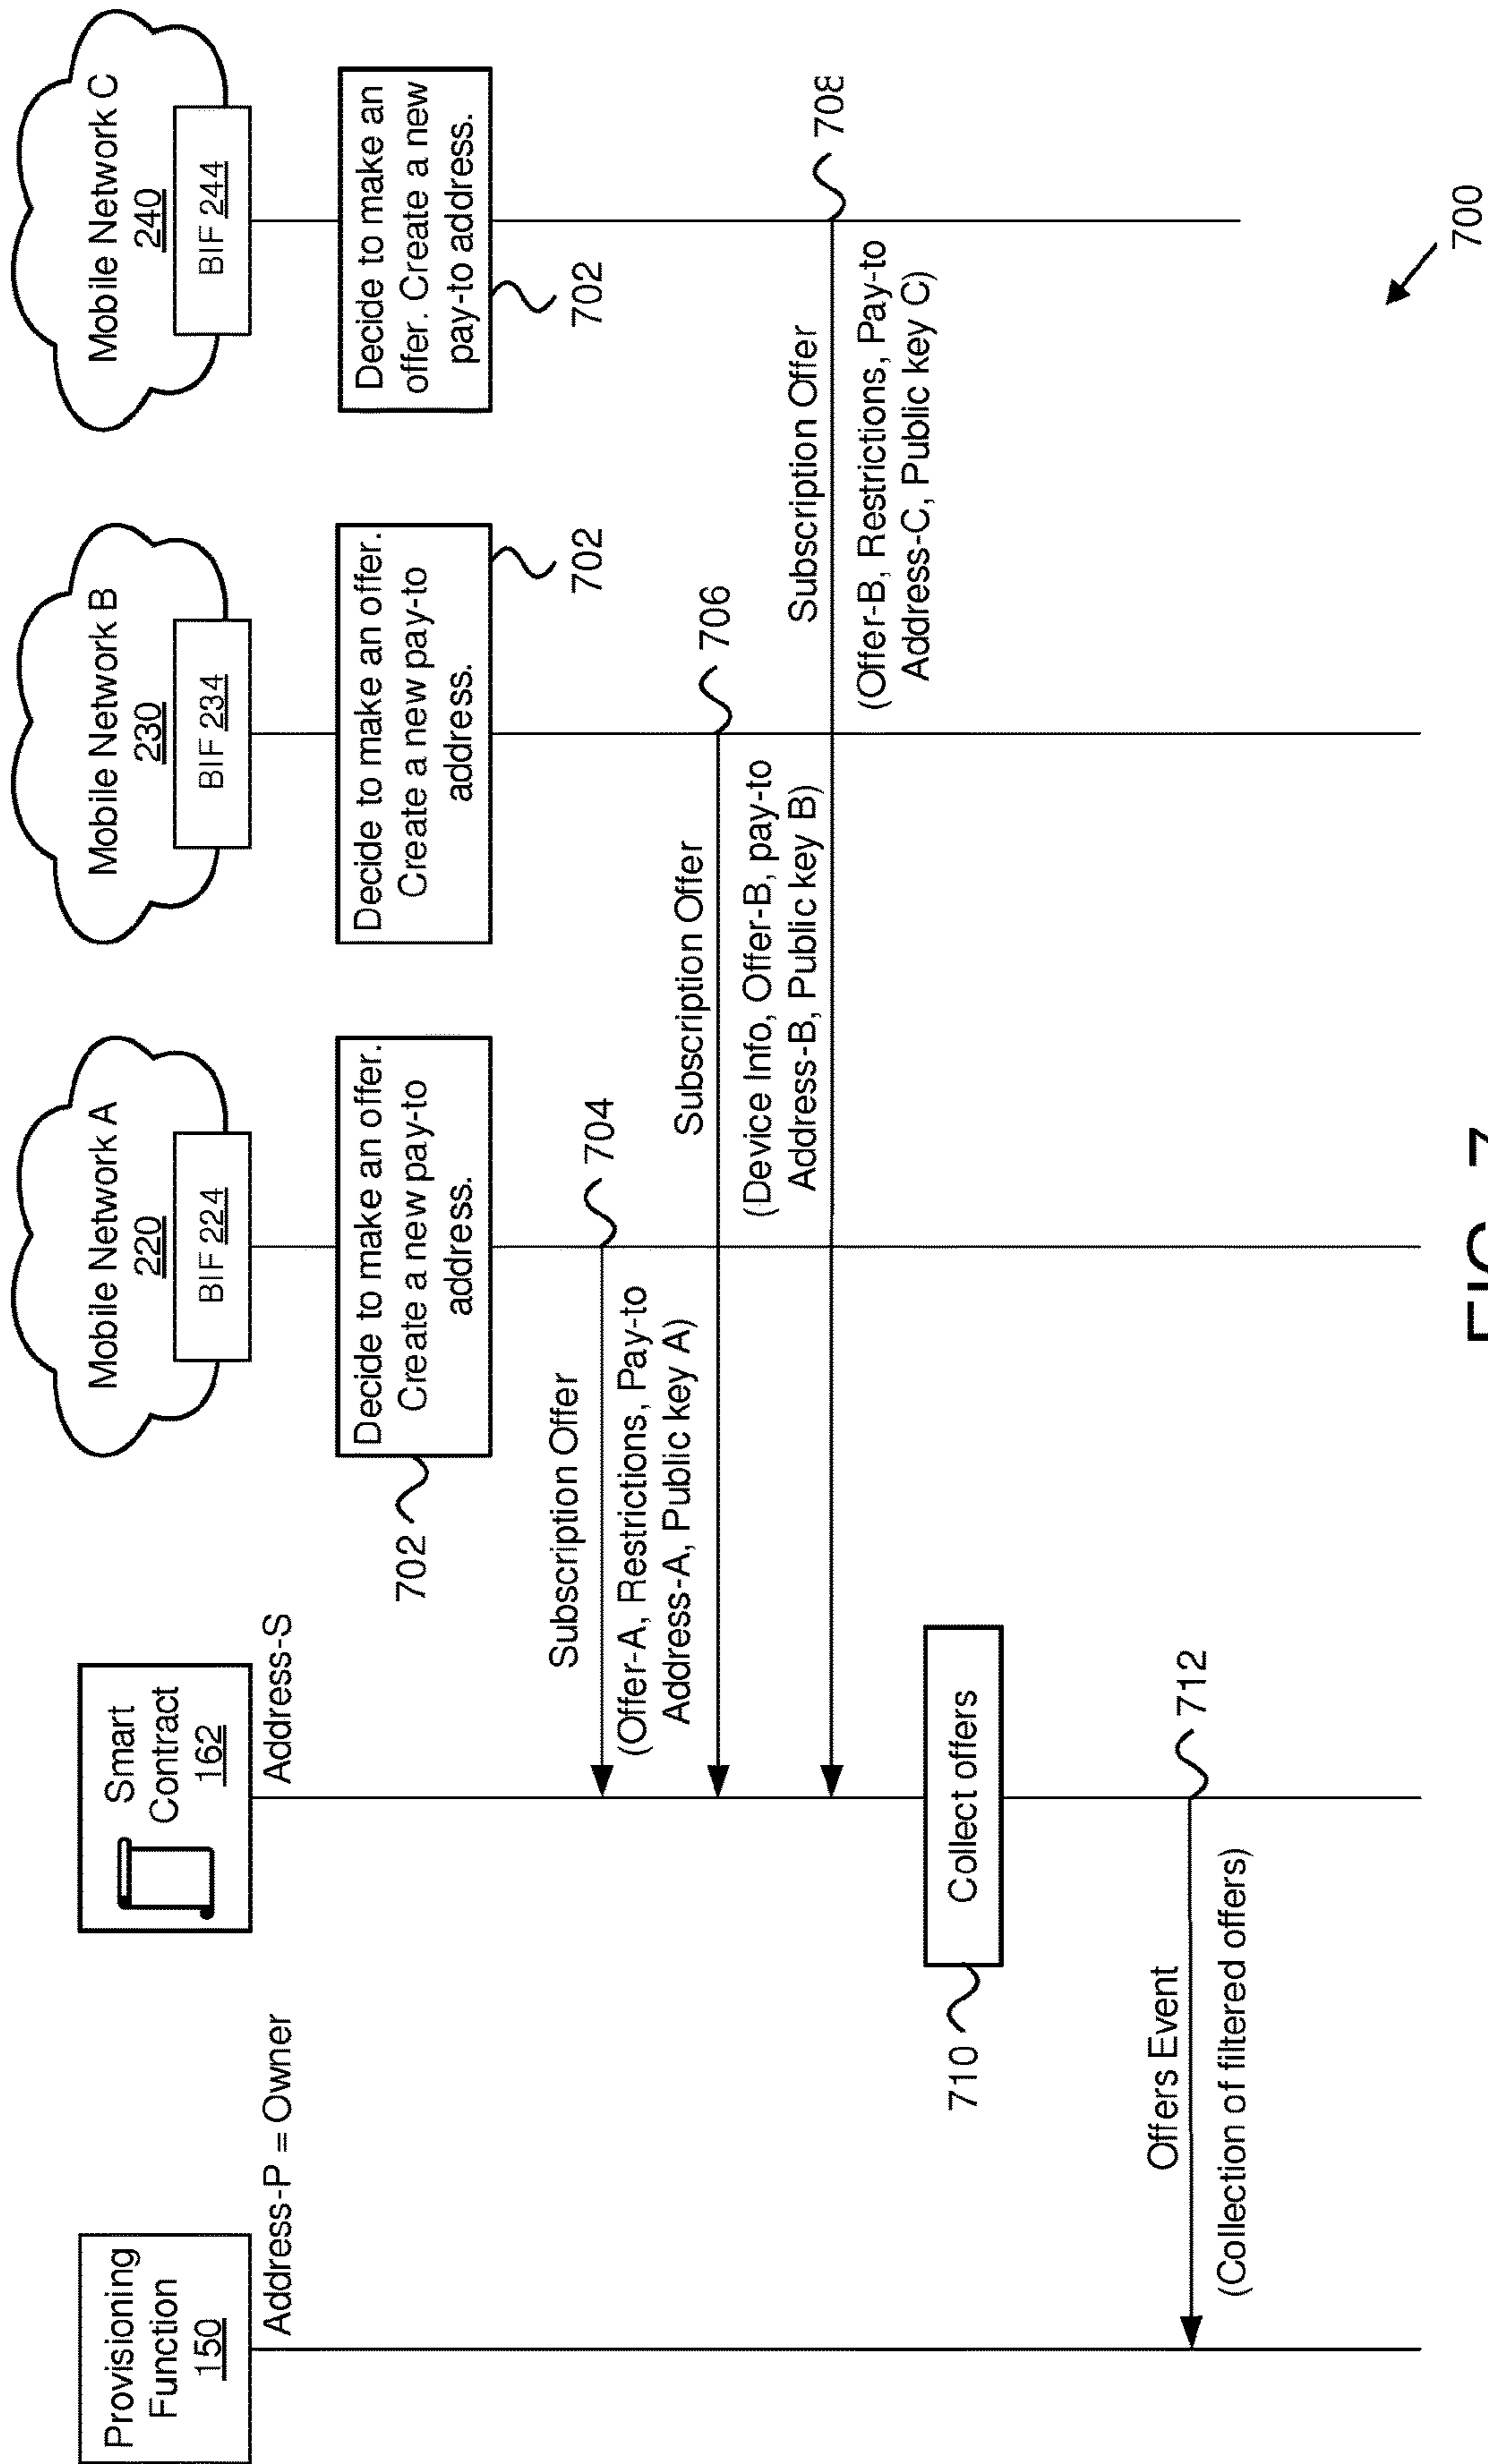 Provisioning
Function
150
Address-P = Owner
Smart
Contract
162
Address-S
Mobile Network A
220
BIF 224
Mobile Network B
230
BIF 234
Mobile Network C
240
BIF 244
702
Decide to make an offer.
Create a new pay-to
address.
Decide to make an offer.
Create a new pay-to
address.
702
Decide to make an
offer. Create a new
pay-to address.
702
Subscription Offer
704
(Offer-A, Restrictions, Pay-to
Address-A, Public key A)
Subscription Offer
706
(Device Info, Offer-B, pay-to
Address-B, Public key B)
Subscription Offer
708
(Offer-B, Restrictions, Pay-to
Address-C, Public key C)
710
Collect offers
Offers Event
712
(Collection of filtered offers)
700
FIG. 7